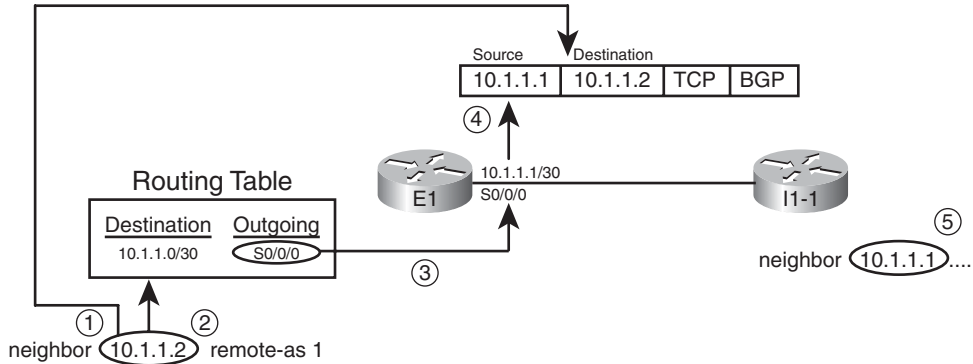 Source Destination
10.1.1.1 10.1.1.2 TCP BGP
④
10.1.1.1/30
E1 S0/0/0 I1-1
Routing Table
Destination Outgoing
10.1.1.0/30 S0/0/0
③
⑤
neighbor 10.1.1.1 ....
① ②
neighbor 10.1.1.2 remote-as 1